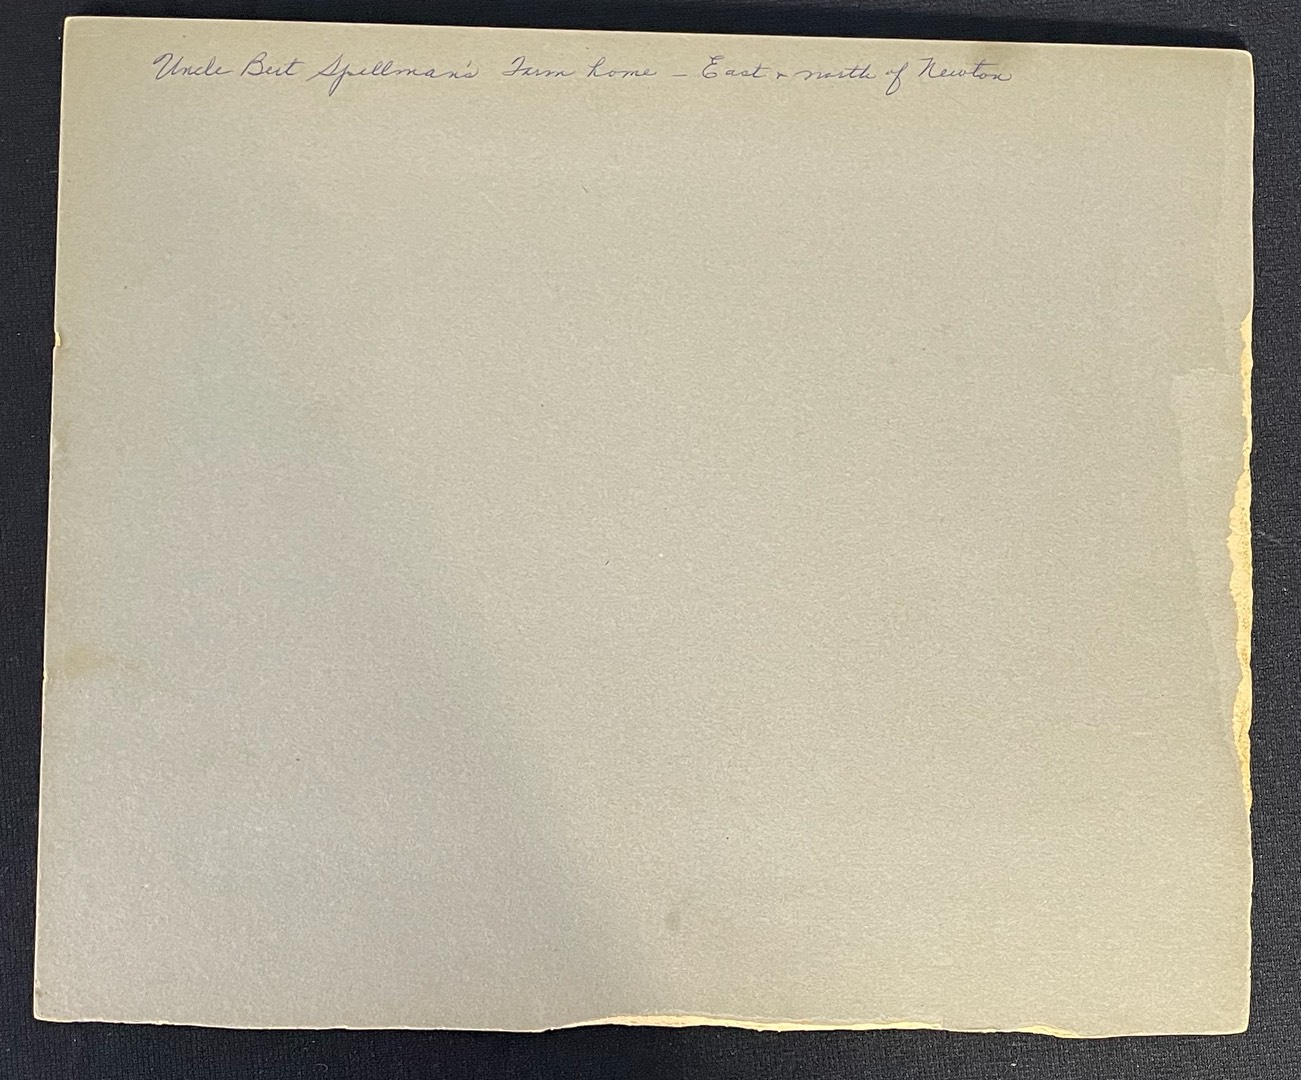 Uncle Bert Spellman's Farm home – East & north of Newton